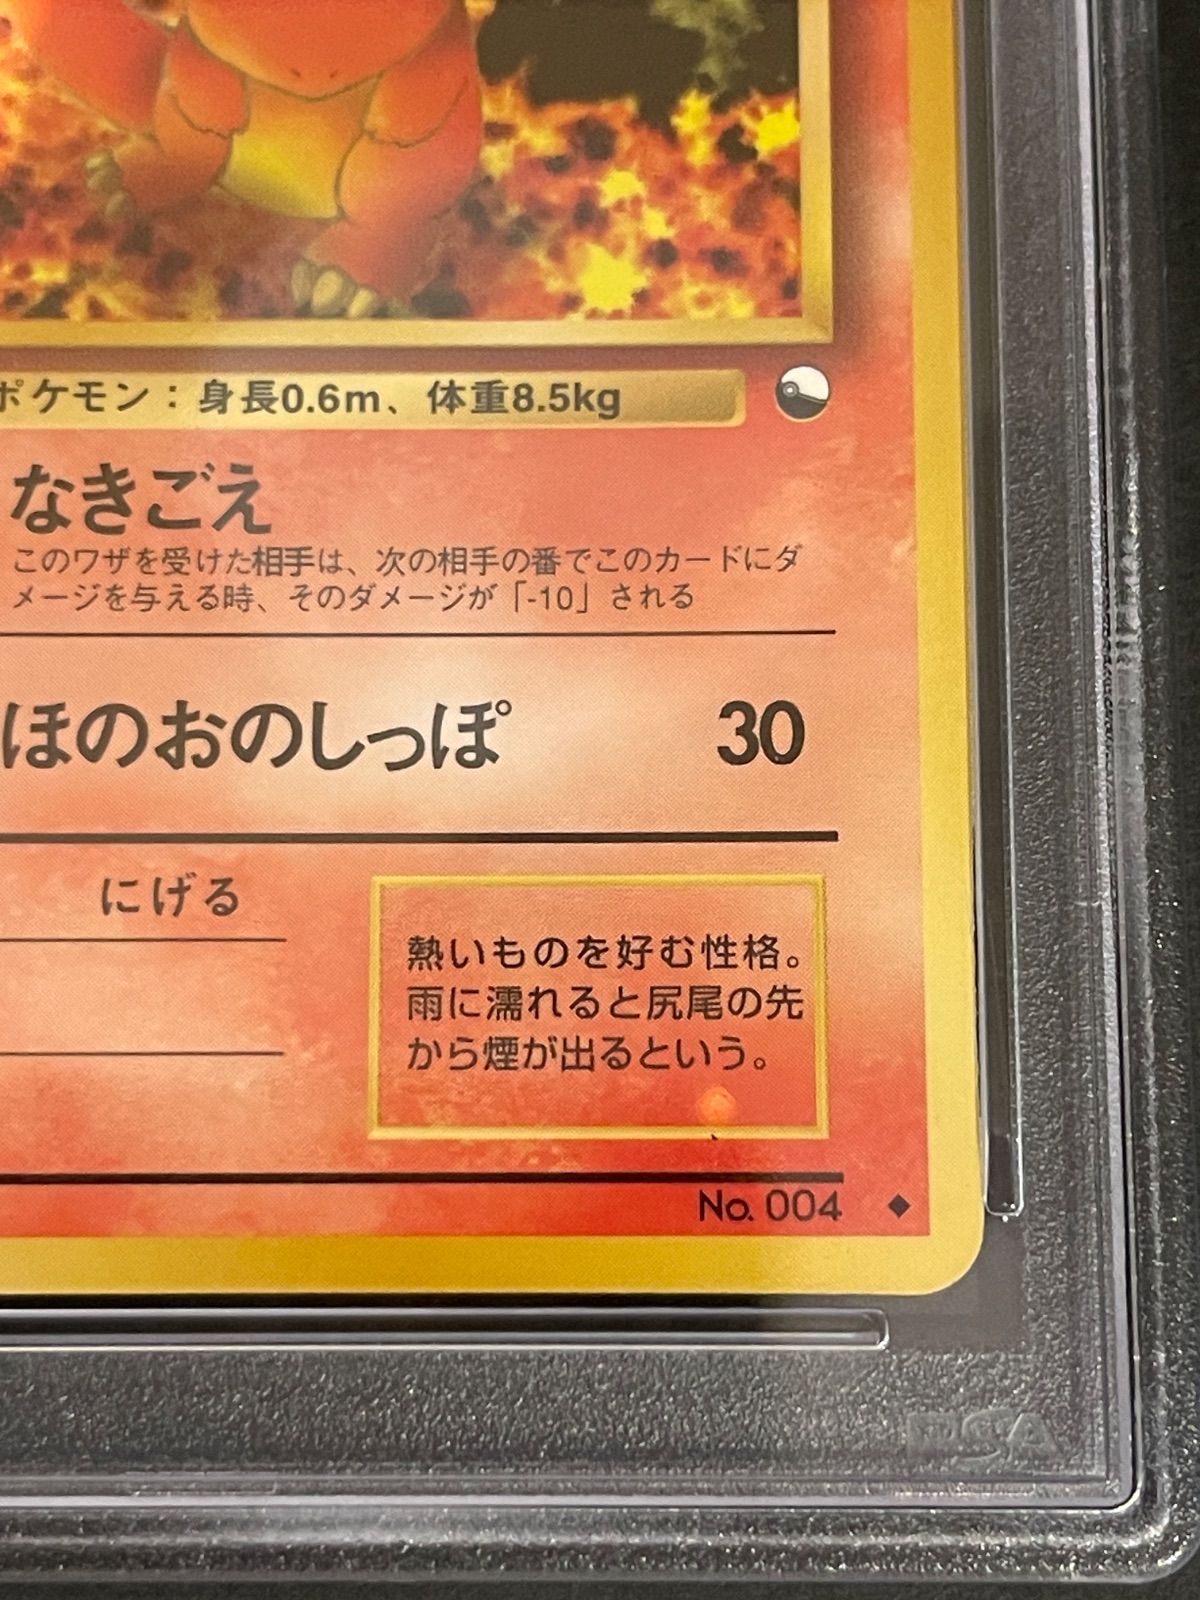 ポケモン：身長0.6m、体重8.5kg
なきごえ
このワザを受けた相手は、次の相手の番でこのカードにダ
メージを与える時、そのダメージが「-10」される
ほのおのしっぽ 30
にげる
熱いものを好む性格。
雨に濡れると尻尾の先
から煙が出るという。
No. 004 ◆
PSA